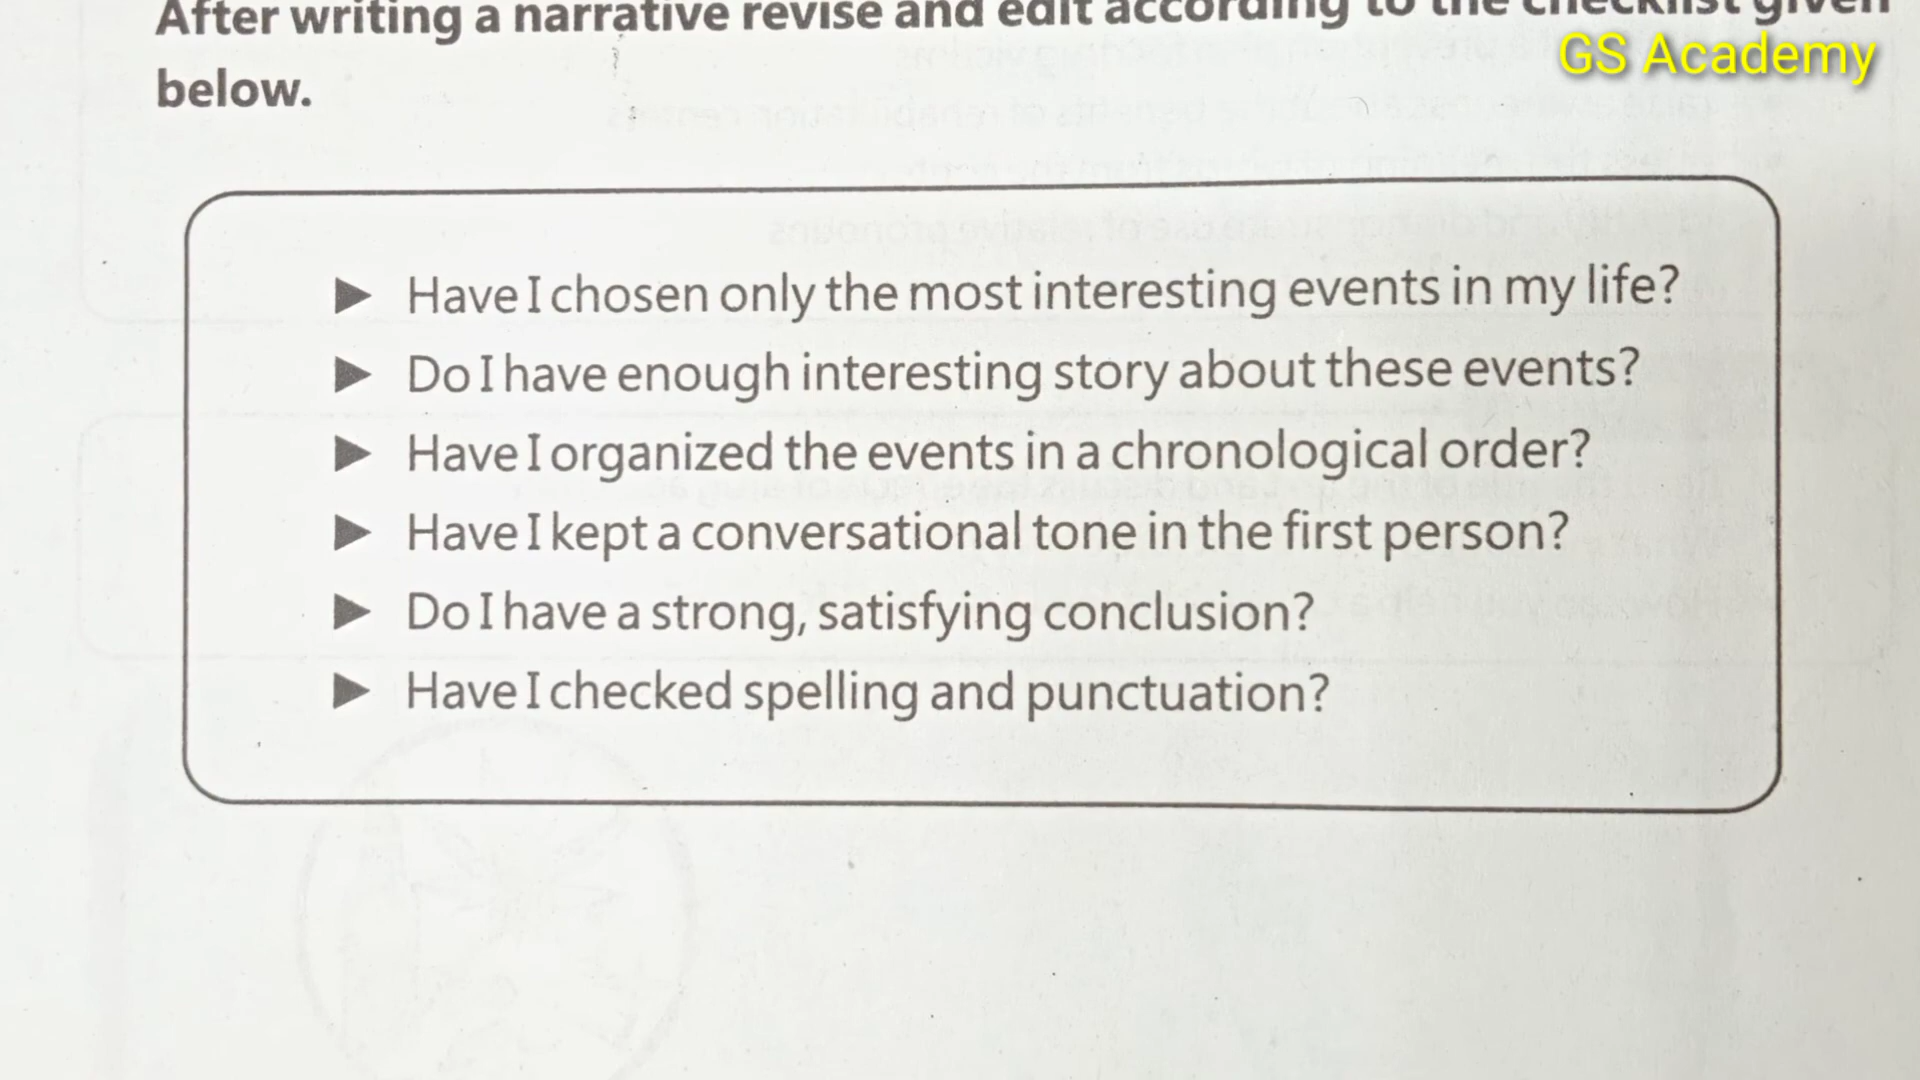 After writing a narrative revise and edit according to the checklist given
GS Academy
below.
▶ Have I chosen only the most interesting events in my life?
▶ Do I have enough interesting story about these events?
▶ Have I organized the events in a chronological order?
▶ Have I kept a conversational tone in the first person?
▶ Do I have a strong, satisfying conclusion?
▶ Have I checked spelling and punctuation?